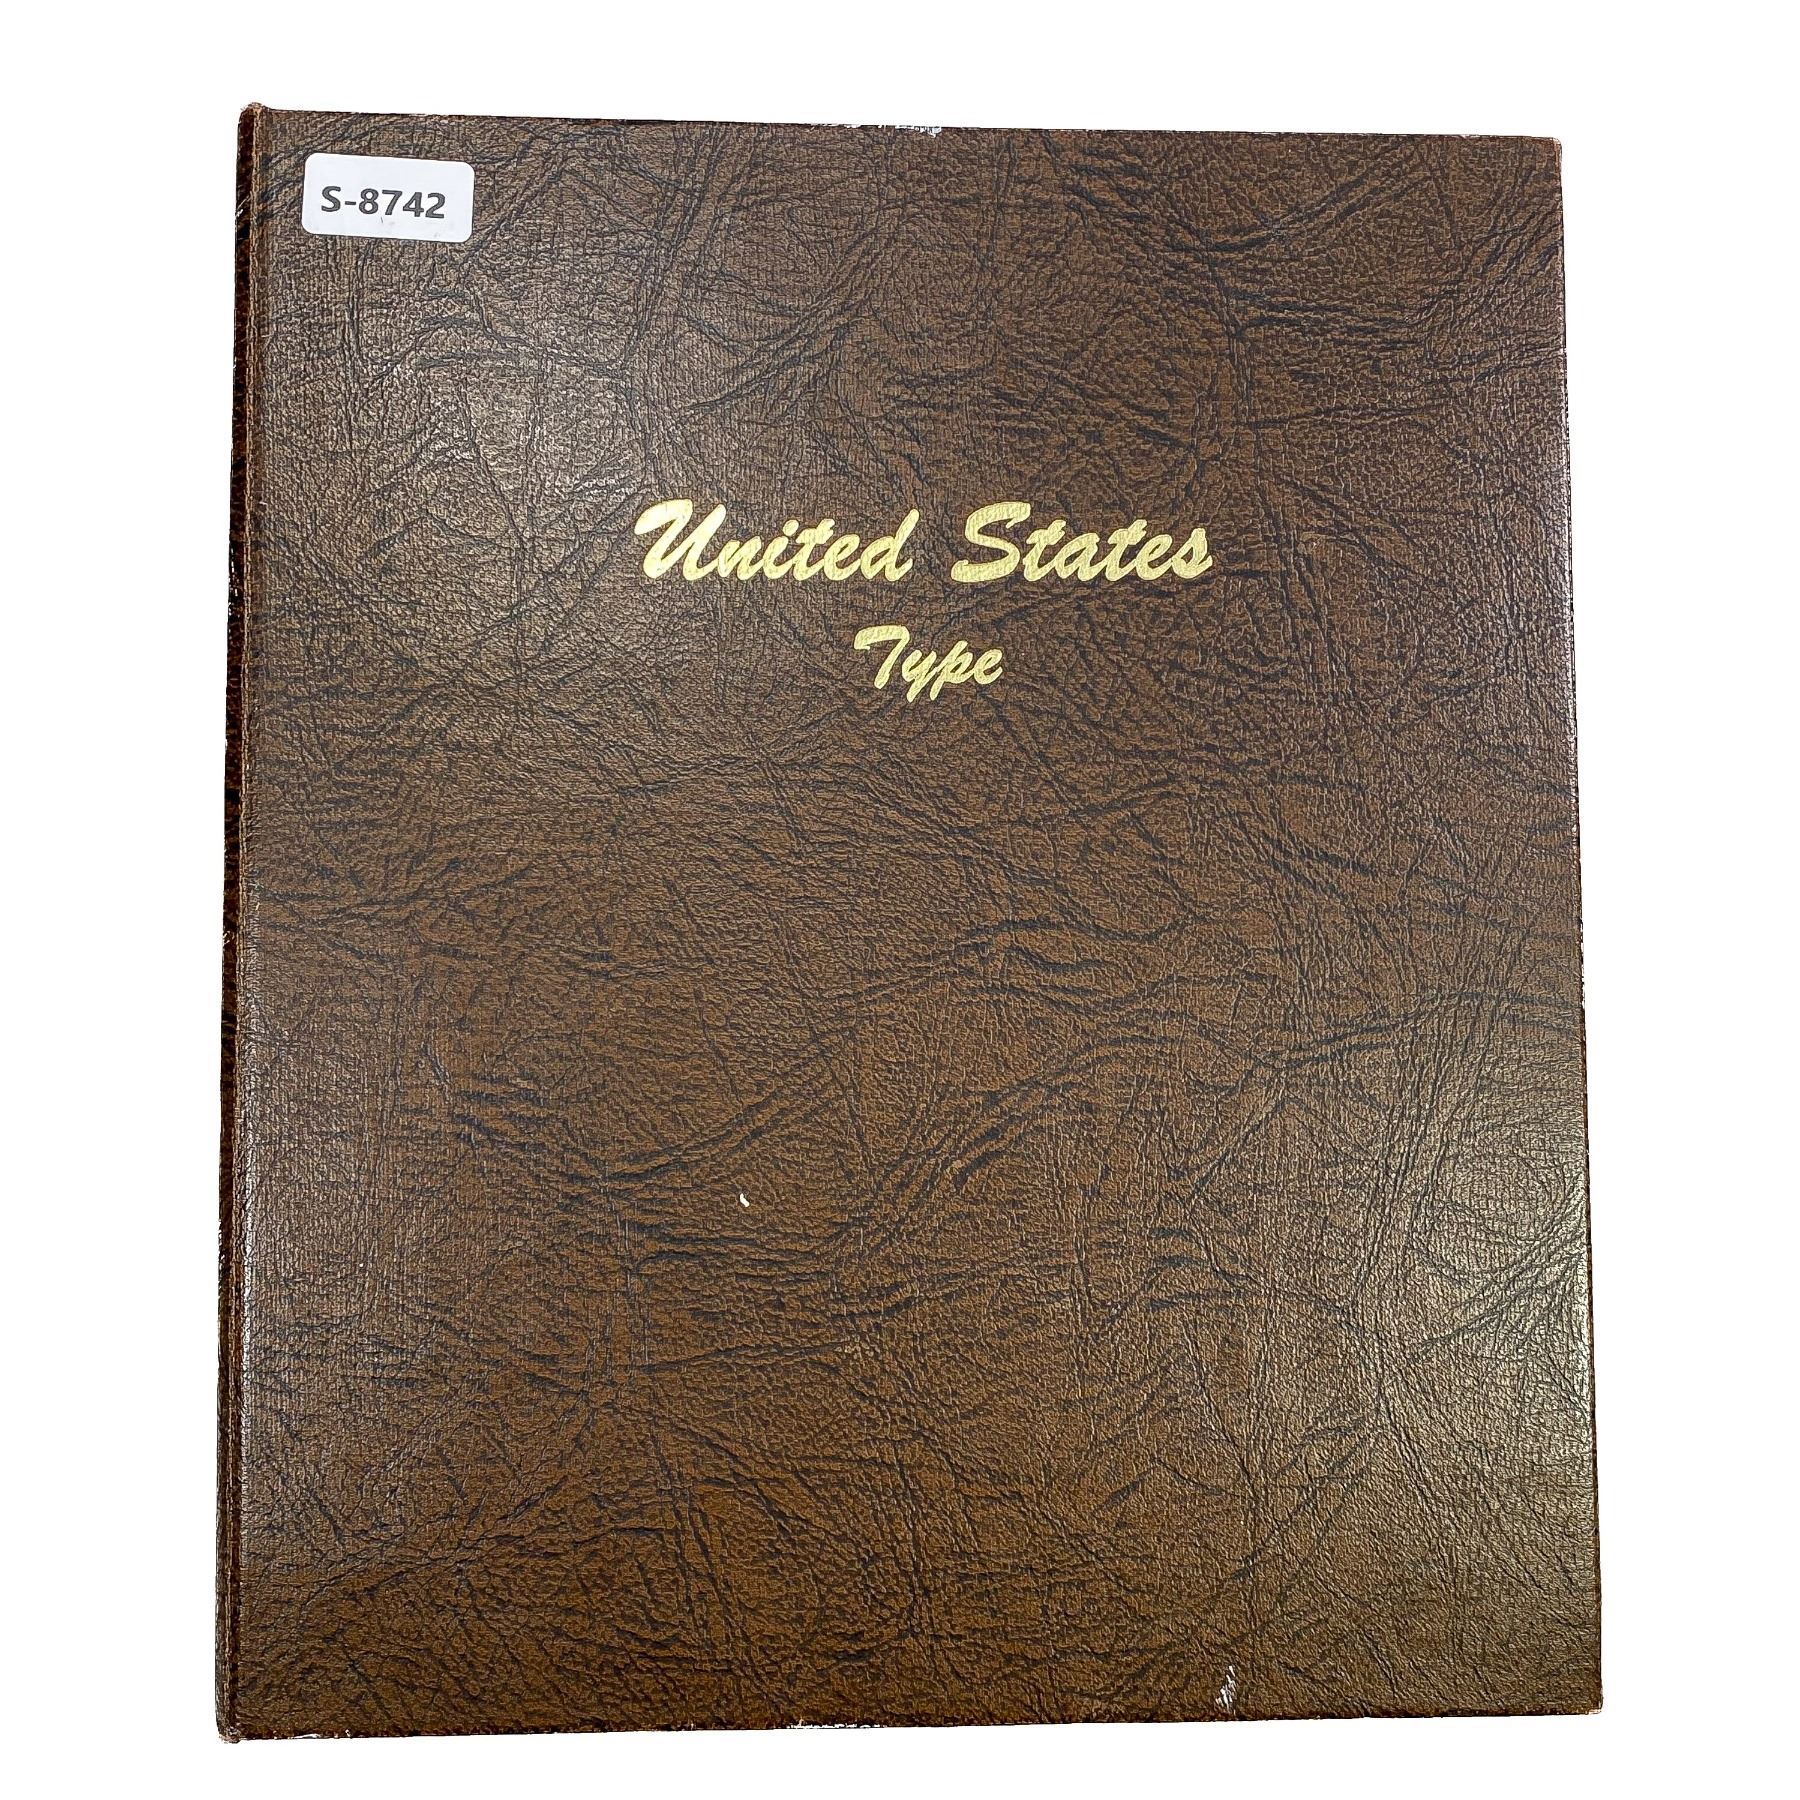 S-8742
United States
Type